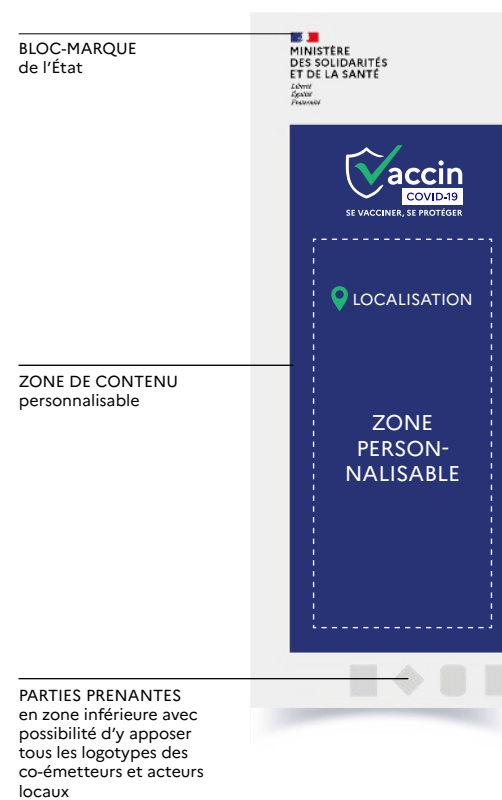 BLOC-MARQUE
de l'État
MINISTÈRE
DES SOLIDARITÉS
ET DE LA SANTÉ
Liberté
Égalité
Fraternité
Vaccin
COVID-19
SE VACCINER, SE PROTÉGER
LOCALISATION
ZONE DE CONTENU
personnalisable
ZONE
PERSON-
NALISABLE
PARTIES PRENANTES
en zone inférieure avec
possibilité d'y apposer
tous les logotypes des
co-émetteurs et acteurs
locaux